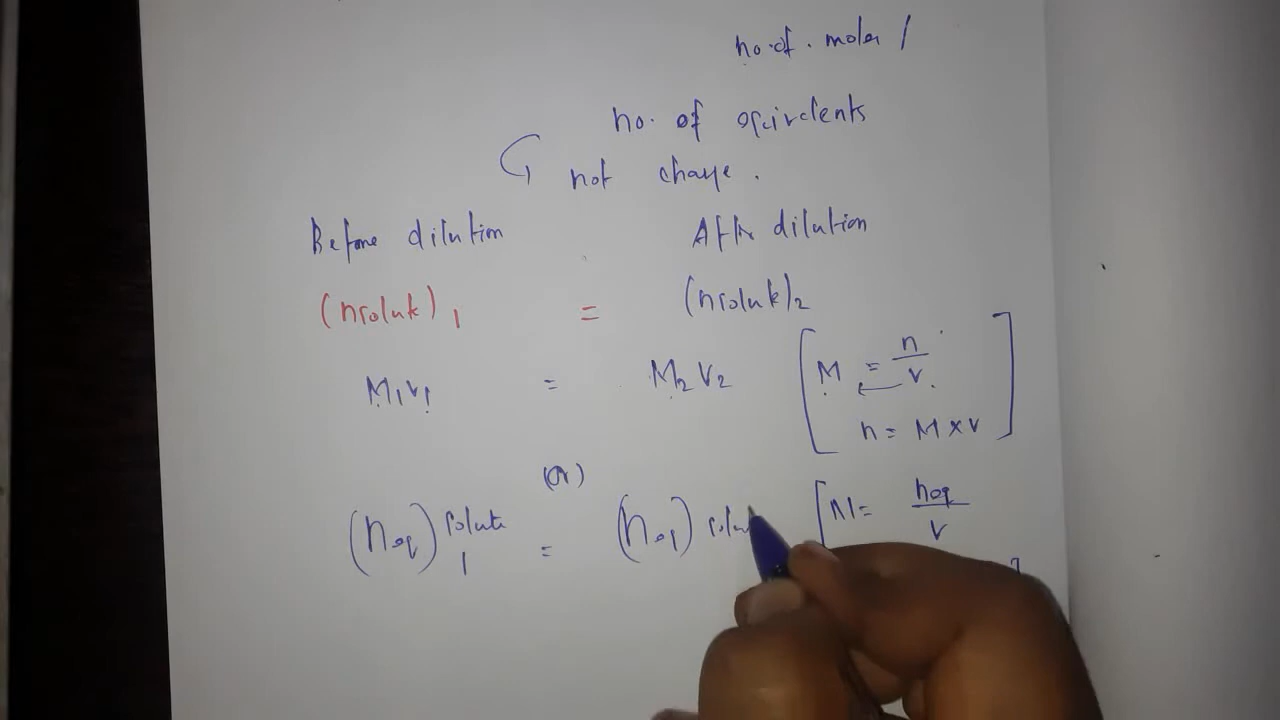 no. of. moles /
no. of equivalents
not change.
Before dilution After dilution
(nsolute)1 = (nsolute)2
M1V1 = M2V2 [M = n/V
n = M × V]
(or)
(neq) solute 1 = (neq) solu [N = neq/V